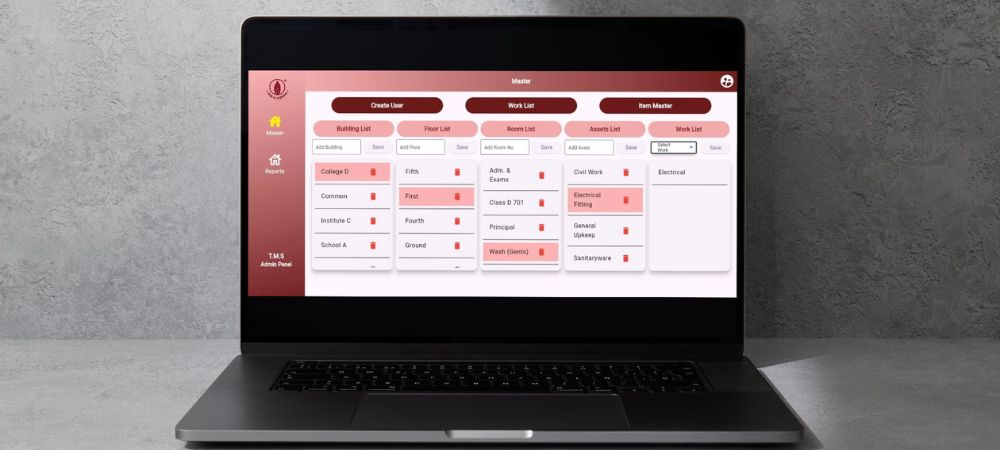 Master
Create User
Work List
Item Master
Master
Reports
T.M.S
Admin Panel
Building List
Floor List
Room List
Assets List
Work List
Add Building
Save
Add Floor
Save
Add Room No.
Save
Add Asset
Save
Select
Work
Save
College D
Common
Institute C
School A
Fifth
First
Fourth
Ground
Adm. &
Exams
Class D 701
Principal
Wash (Gents)
Civil Work
Electrical
Fitting
General
Upkeep
Sanitaryware
Electrical